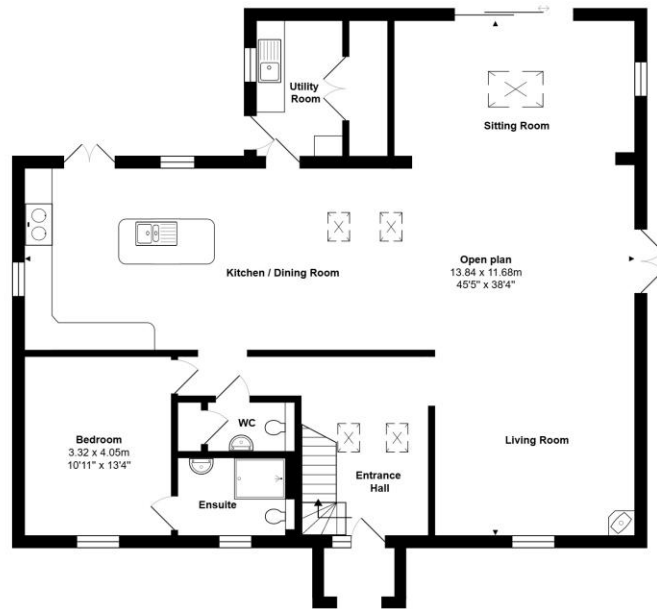 Utility
Room
Sitting Room
Kitchen / Dining Room
Open plan
13.84 x 11.68m
45'5" x 38'4"
Bedroom
3.32 x 4.05m
10'11" x 13'4"
WC
Ensuite
Entrance
Hall
Living Room